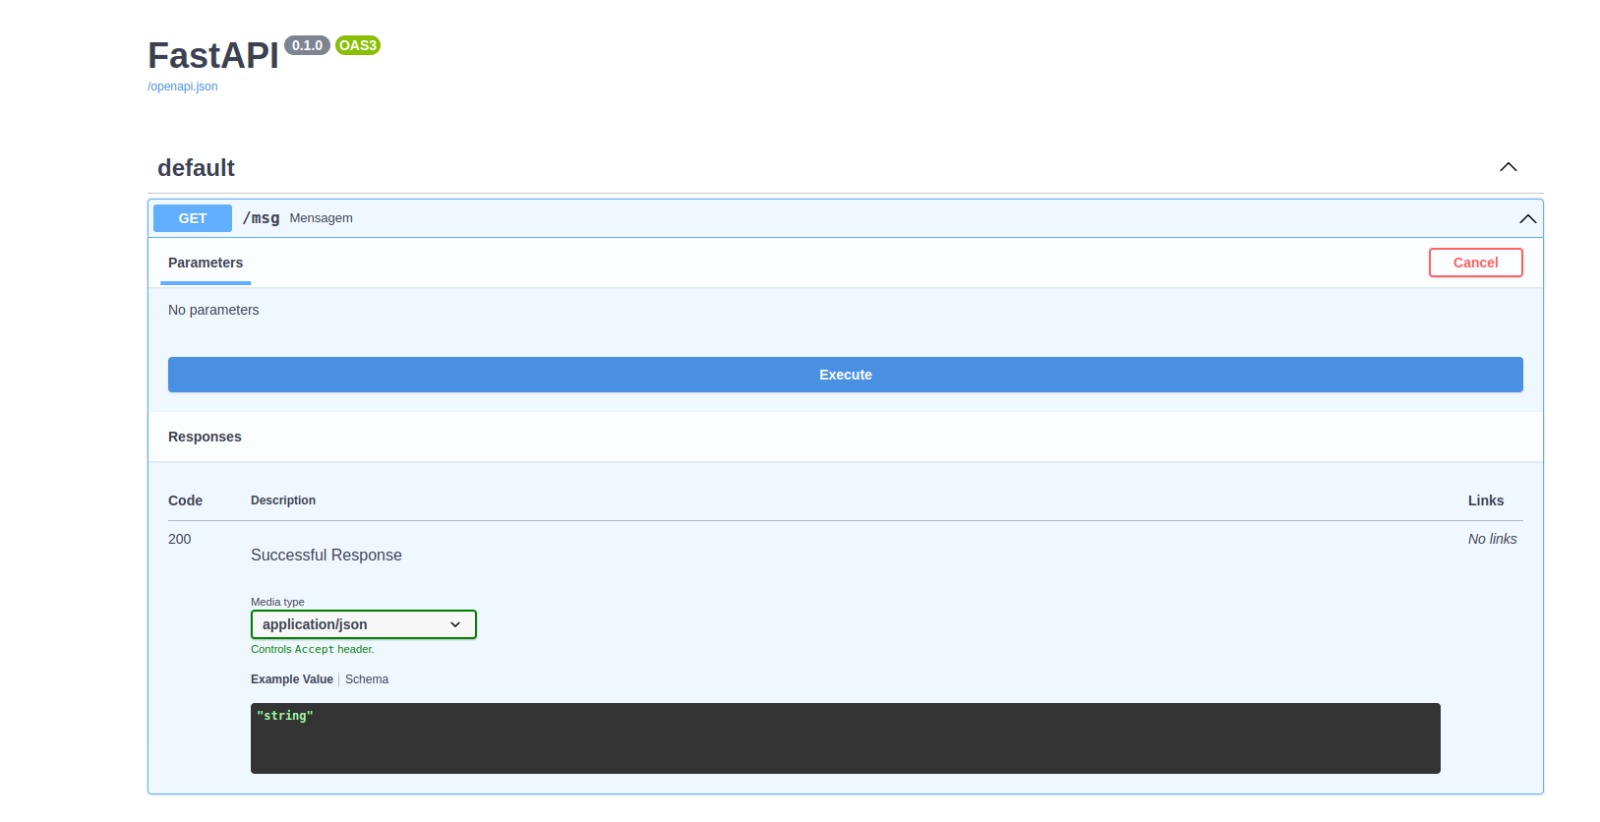 FastAPI 0.1.0 OAS3
/openapi.json
default
GET /msg Mensagem
Parameters Cancel
No parameters
Execute
Responses
Code Description Links
200 Successful Response No links
Media type
application/json
Controls Accept header.
Example Value Schema
"string"